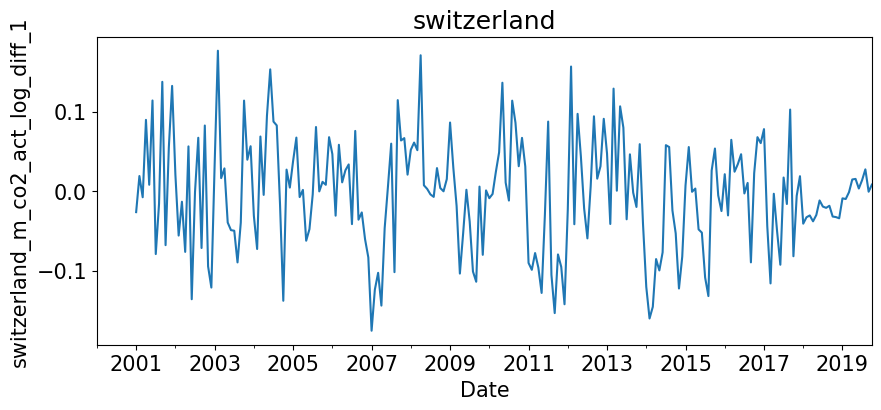 switzerland
switzerland_m_co2_act_log_diff_1
0.1
0.0
−0.1
2001 2003 2005 2007 2009 2011 2013 2015 2017 2019
Date